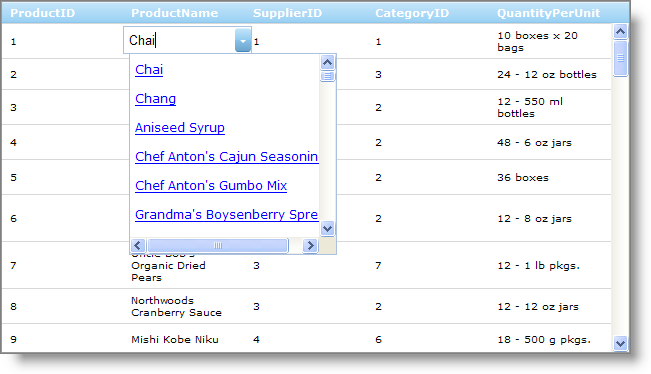 ProductID ProductName SupplierID CategoryID QuantityPerUnit
1 Chai 1 1 10 boxes x 20
bags
Chai
2 3 24 - 12 oz bottles
Chang
3 2 12 - 550 ml
bottles
Aniseed Syrup
4 2 48 - 6 oz jars
Chef Anton's Cajun Seasonin
5 2 36 boxes
Chef Anton's Gumbo Mix
6 2 12 - 8 oz jars
Grandma's Boysenberry Spre
Uncle Bob's
7 Organic Dried 3 7 12 - 1 lb pkgs.
Pears
8 Northwoods 3 2 12 - 12 oz jars
Cranberry Sauce
9 Mishi Kobe Niku 4 6 18 - 500 g pkgs.